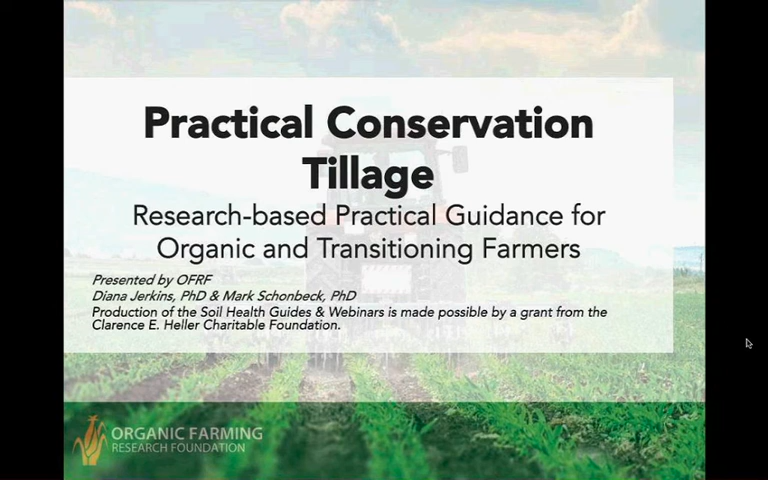 Practical Conservation
Tillage
Research-based Practical Guidance for
Organic and Transitioning Farmers
Presented by OFRF
Diana Jerkins, PhD & Mark Schonbeck, PhD
Production of the Soil Health Guides & Webinars is made possible by a grant from the
Clarence E. Heller Charitable Foundation.
ORGANIC FARMING
RESEARCH FOUNDATION